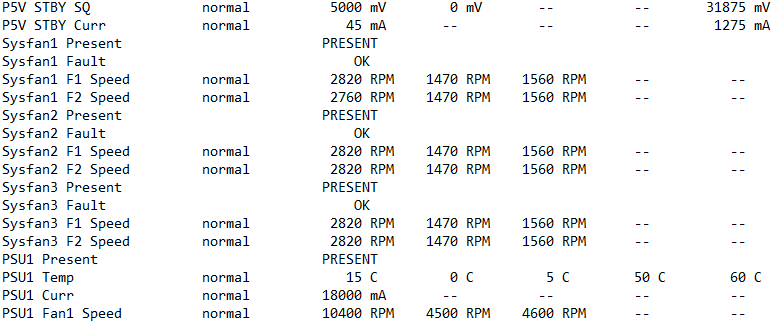 P5V STBY SQ normal 5000 mV 0 mV -- -- 31875 mV
P5V STBY Curr normal 45 mA -- -- -- 1275 mA
Sysfan1 Present PRESENT
Sysfan1 Fault OK
Sysfan1 F1 Speed normal 2820 RPM 1470 RPM 1560 RPM -- --
Sysfan1 F2 Speed normal 2760 RPM 1470 RPM 1560 RPM -- --
Sysfan2 Present PRESENT
Sysfan2 Fault OK
Sysfan2 F1 Speed normal 2820 RPM 1470 RPM 1560 RPM -- --
Sysfan2 F2 Speed normal 2820 RPM 1470 RPM 1560 RPM -- --
Sysfan3 Present PRESENT
Sysfan3 Fault OK
Sysfan3 F1 Speed normal 2820 RPM 1470 RPM 1560 RPM -- --
Sysfan3 F2 Speed normal 2820 RPM 1470 RPM 1560 RPM -- --
PSU1 Present PRESENT
PSU1 Temp normal 15 C 0 C 5 C 50 C 60 C
PSU1 Curr normal 18000 mA -- -- -- --
PSU1 Fan1 Speed normal 10400 RPM 4500 RPM 4600 RPM -- --